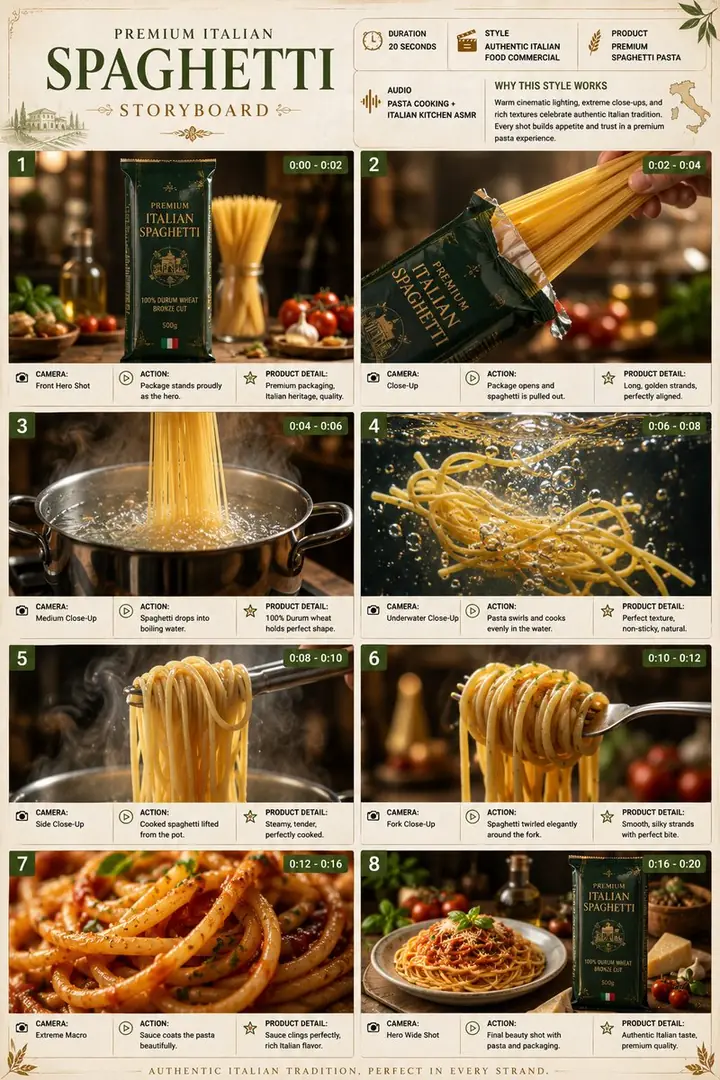 PREMIUM ITALIAN
SPAGHETTI
STORYBOARD
DURATION
20 SECONDS
STYLE
AUTHENTIC ITALIAN
FOOD COMMERCIAL
PRODUCT
PREMIUM
SPAGHETTI PASTA
AUDIO
PASTA COOKING +
ITALIAN KITCHEN ASMR
WHY THIS STYLE WORKS
Warm cinematic lighting, extreme close-ups, and
rich textures celebrate authentic Italian tradition.
Every shot builds appetite and trust in a premium
pasta experience.
1
0:00 - 0:02
PREMIUM
ITALIAN
SPAGHETTI
100% DURUM WHEAT
BRONZE CUT
500g
CAMERA:
Front Hero Shot
ACTION:
Package stands proudly
as the hero.
PRODUCT DETAIL:
Premium packaging,
Italian heritage, quality.
2
0:02 - 0:04
PREMIUM
ITALIAN
SPAGHETTI
CAMERA:
Close-Up
ACTION:
Package opens and
spaghetti is pulled out.
PRODUCT DETAIL:
Long, golden strands,
perfectly aligned.
3
0:04 - 0:06
CAMERA:
Medium Close-Up
ACTION:
Spaghetti drops into
boiling water.
PRODUCT DETAIL:
100% Durum wheat
holds perfect shape.
4
0:06 - 0:08
CAMERA:
Underwater Close-Up
ACTION:
Pasta swirls and cooks
evenly in the water.
PRODUCT DETAIL:
Perfect texture,
non-sticky, natural.
5
0:08 - 0:10
CAMERA:
Side Close-Up
ACTION:
Cooked spaghetti lifted
from the pot.
PRODUCT DETAIL:
Steamy, tender,
perfectly cooked.
6
0:10 - 0:12
CAMERA:
Fork Close-Up
ACTION:
Spaghetti twirled elegantly
around the fork.
PRODUCT DETAIL:
Smooth, silky strands
with perfect bite.
7
0:12 - 0:16
CAMERA:
Extreme Macro
ACTION:
Sauce coats the pasta
beautifully.
PRODUCT DETAIL:
Sauce clings perfectly,
rich Italian flavor.
8
0:16 - 0:20
PREMIUM
ITALIAN
SPAGHETTI
100% DURUM WHEAT
BRONZE CUT
500g
CAMERA:
Hero Wide Shot
ACTION:
Final beauty shot with
pasta and packaging.
PRODUCT DETAIL:
Authentic Italian taste,
premium quality.
AUTHENTIC ITALIAN TRADITION, PERFECT IN EVERY STRAND.